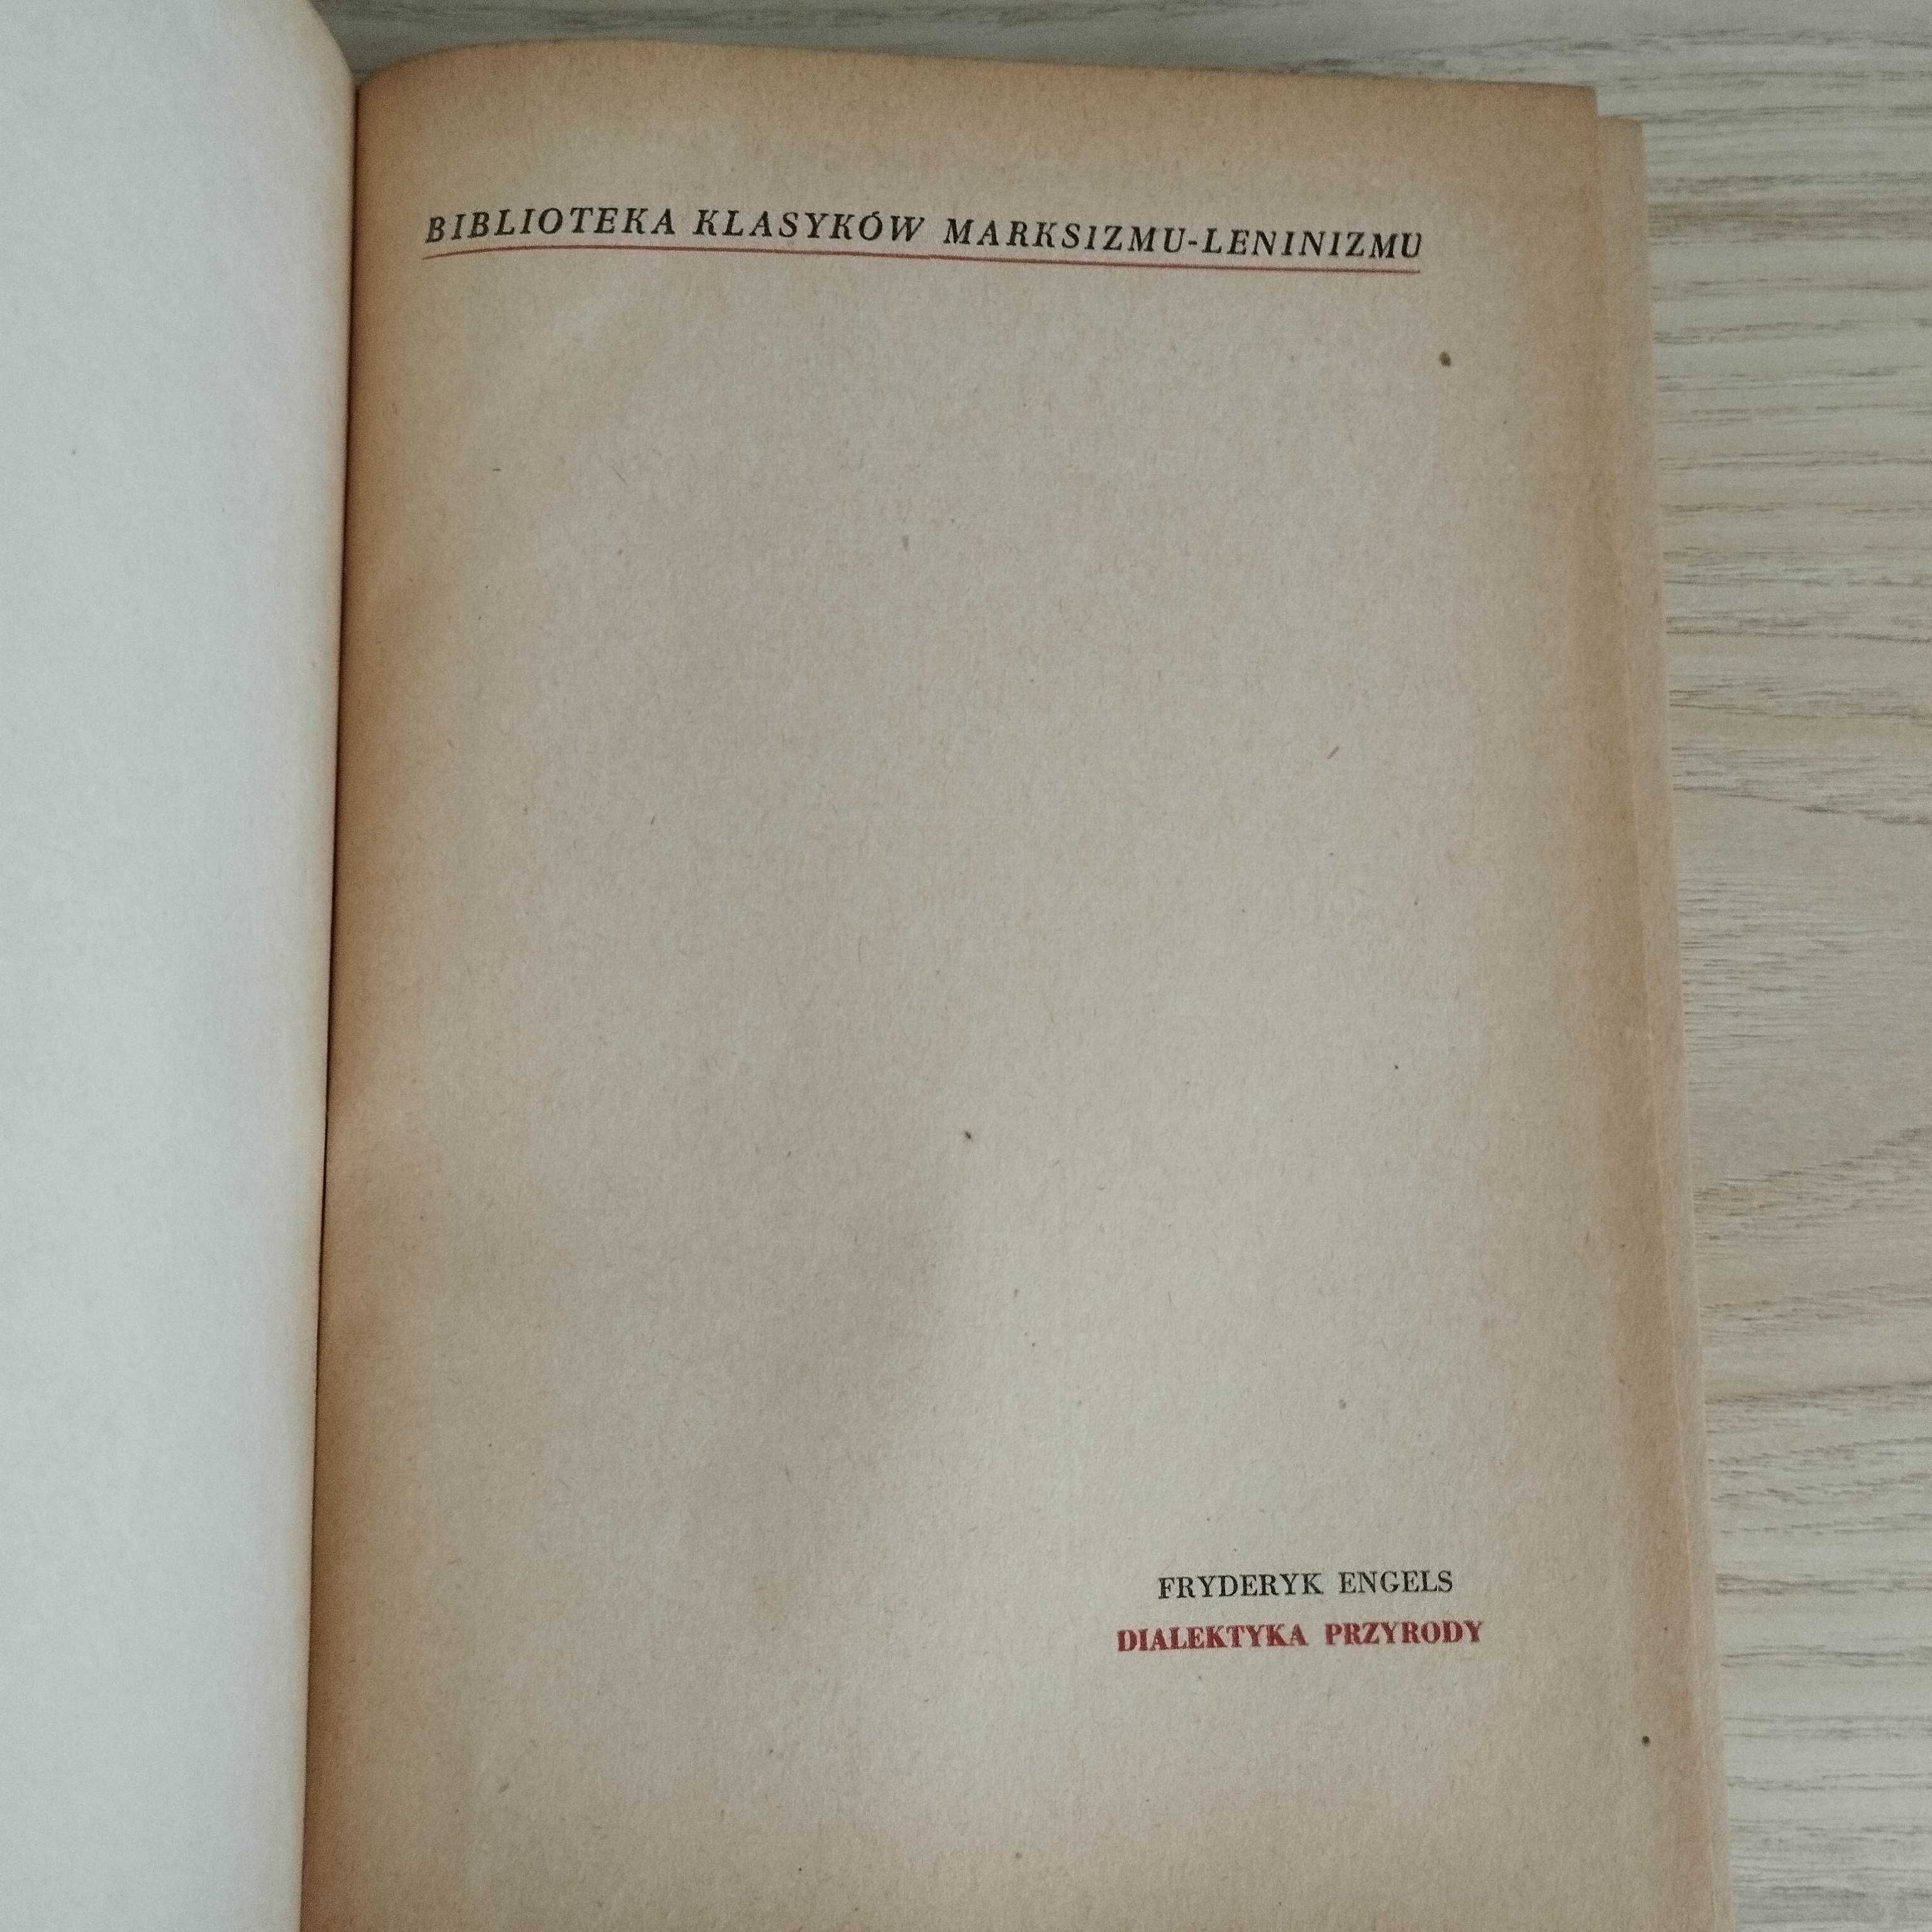 BIBLIOTEKA KLASYKÓW MARKSIZMU-LENINIZMU
FRYDERYK ENGELS
DIALEKTYKA PRZYRODY